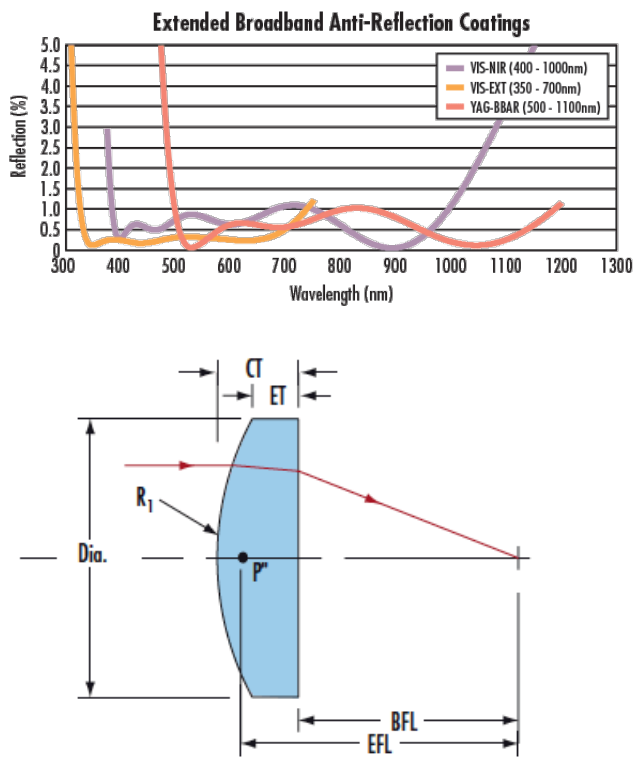 Extended Broadband Anti-Reflection Coatings
5.0
4.5
4.0
3.5
3.0
2.5
2.0
1.5
1.0
0.5
0
Reflection (%)
VIS-NIR (400 - 1000nm)
VIS-EXT (350 - 700nm)
YAG-BBAR (500 - 1100nm)
300 400 500 600 700 800 900 1000 1100 1200 1300
Wavelength (nm)
CT
ET
R1
Dia.
P"
BFL
EFL